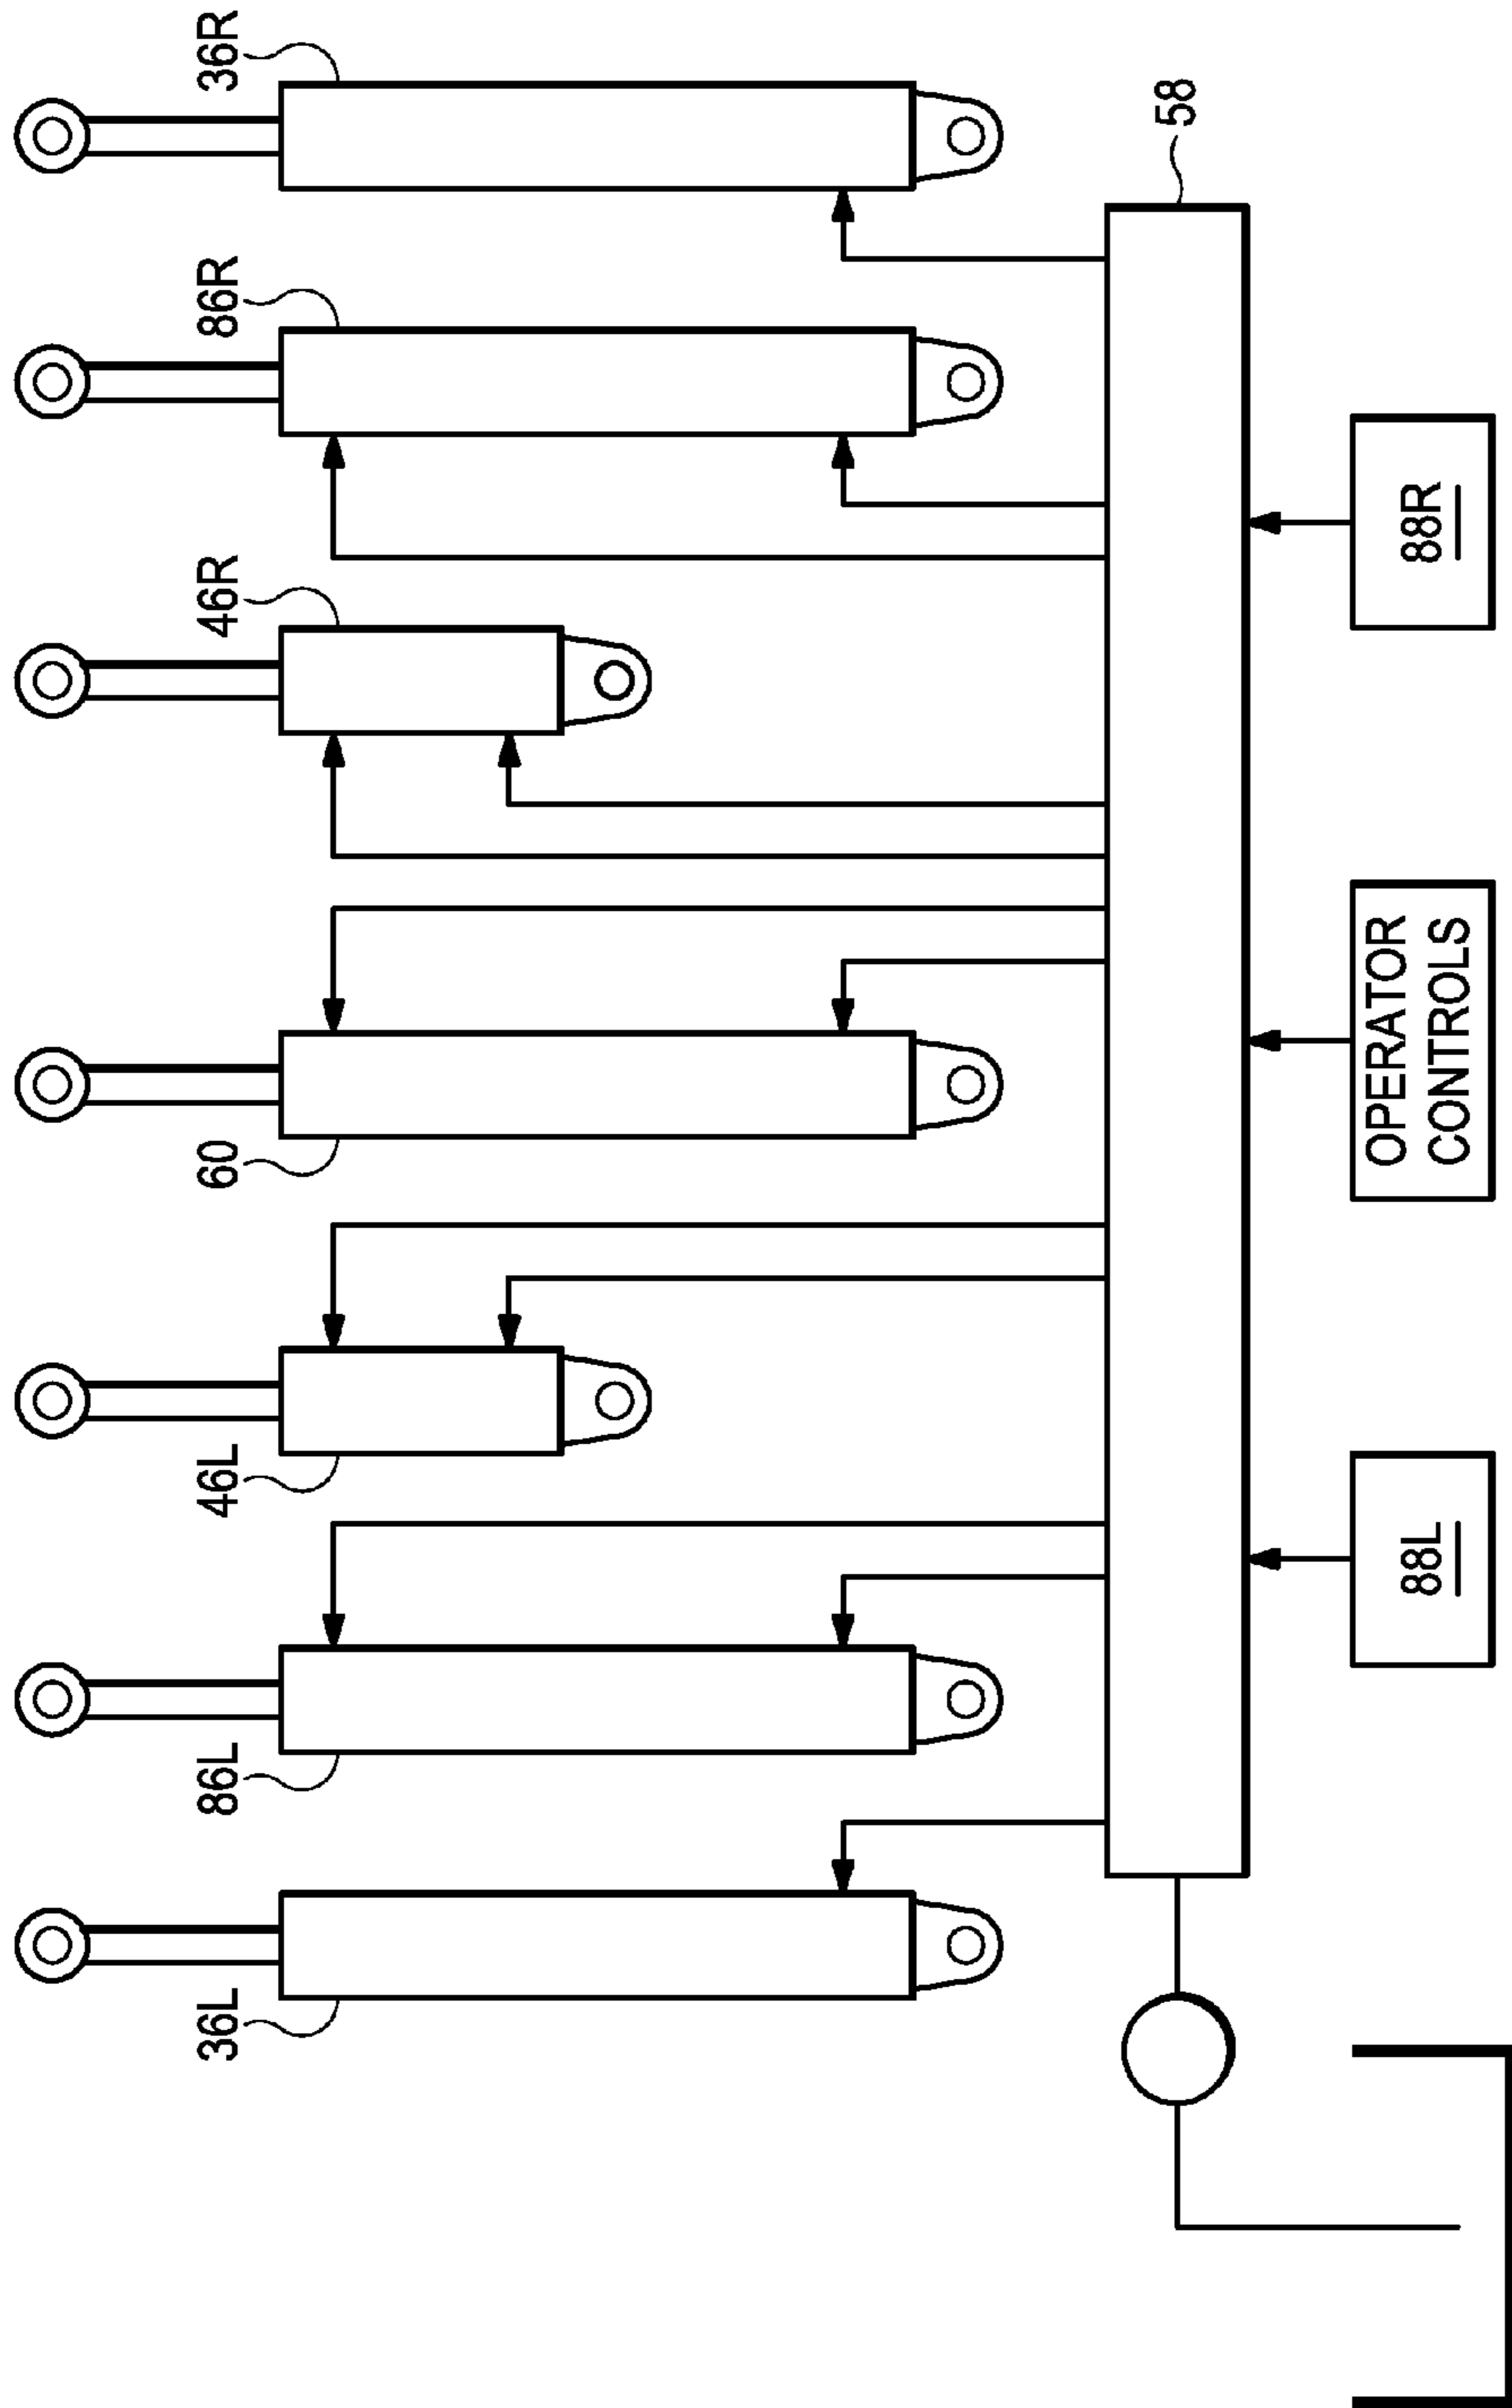 36L
86L
46L
60
46R
86R
36R
58
88L
OPERATOR
CONTROLS
88R